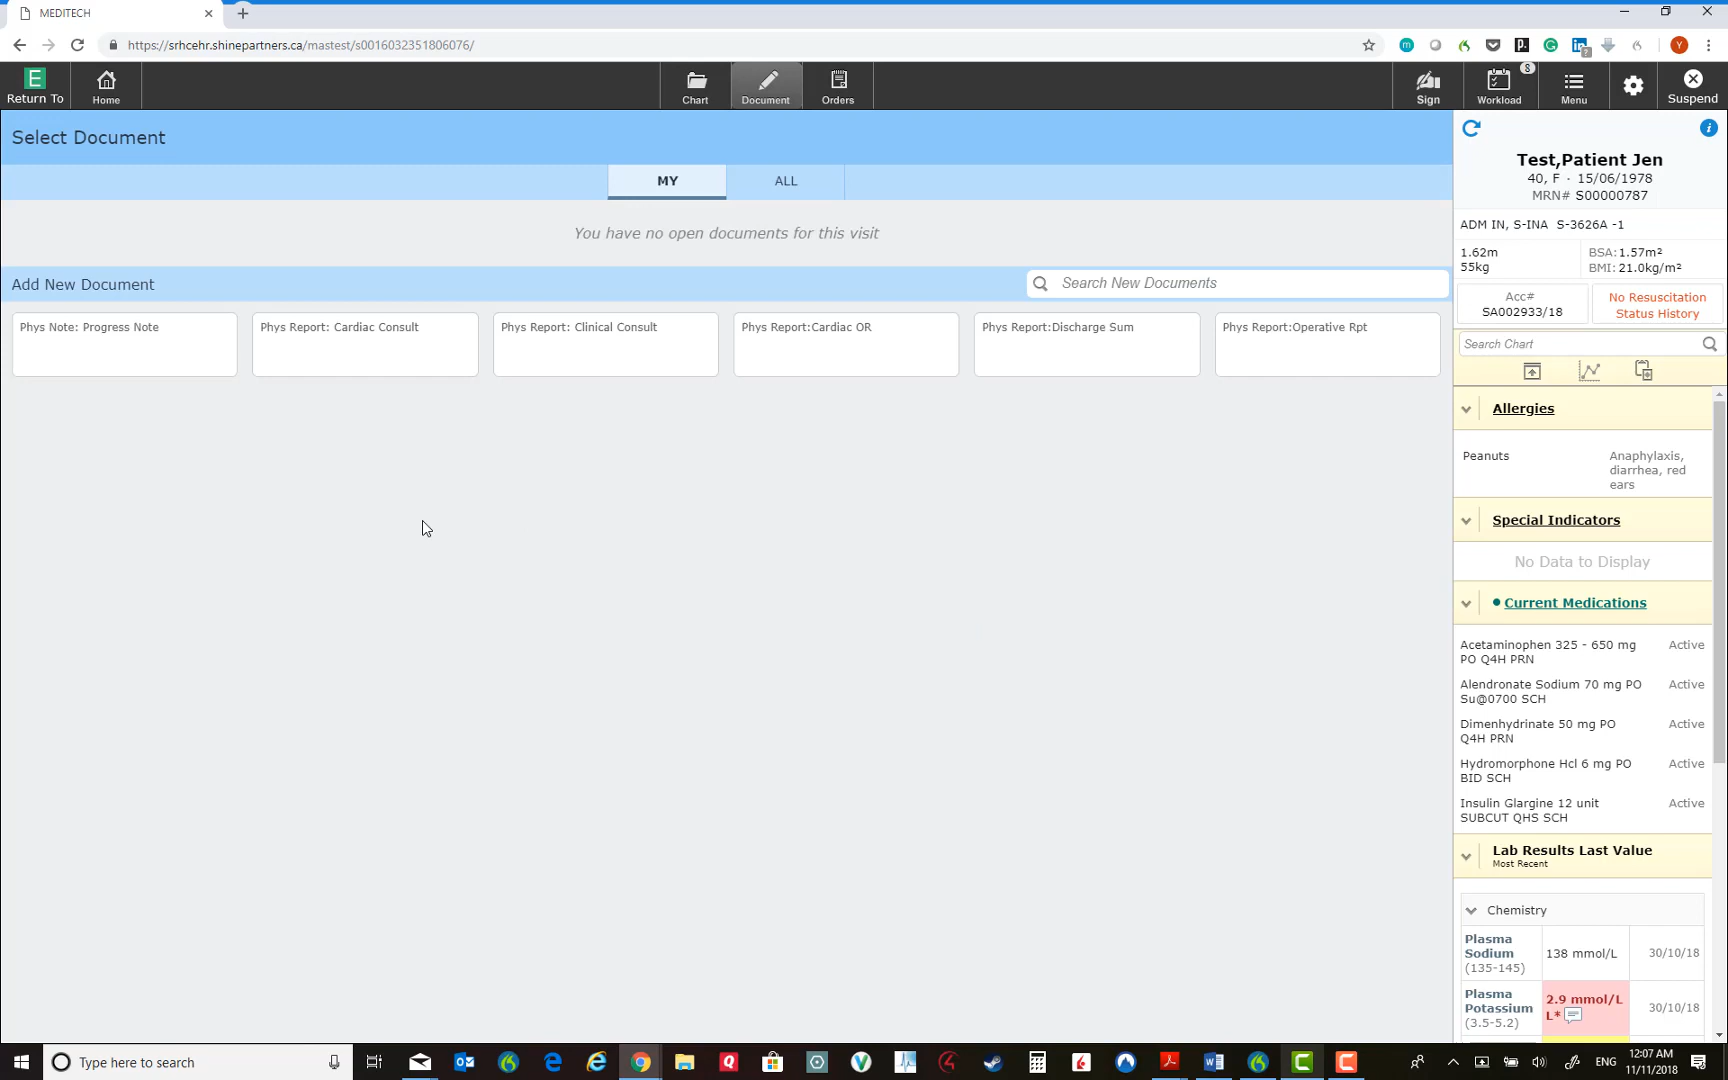 MEDITECH
https://srhcehr.shinepartners.ca/mastest/s0016032351806076/
E
Return To
Home
Chart
Document
Orders
Sign
8
Workload
Menu
Suspend
Select Document
MY
ALL
You have no open documents for this visit
Add New Document
Search New Documents
Phys Note: Progress Note
Phys Report: Cardiac Consult
Phys Report: Clinical Consult
Phys Report:Cardiac OR
Phys Report:Discharge Sum
Phys Report:Operative Rpt
Test,Patient Jen
40, F · 15/06/1978
MRN# S00000787
ADM IN, S-INA S-3626A -1
1.62m
55kg
BSA: 1.57m²
BMI: 21.0kg/m²
Acc#
SA002933/18
No Resuscitation
Status History
Search Chart
Allergies
Peanuts
Anaphylaxis,
diarrhea, red
ears
Special Indicators
No Data to Display
Current Medications
Acetaminophen 325 - 650 mg
PO Q4H PRN
Active
Alendronate Sodium 70 mg PO
Su@0700 SCH
Active
Dimenhydrinate 50 mg PO
Q4H PRN
Active
Hydromorphone Hcl 6 mg PO
BID SCH
Active
Insulin Glargine 12 unit
SUBCUT QHS SCH
Active
Lab Results Last Value
Most Recent
Chemistry
Plasma
Sodium
(135-145)
138 mmol/L
30/10/18
Plasma
Potassium
(3.5-5.2)
2.9 mmol/L
L*
30/10/18
Type here to search
ENG
12:07 AM
11/11/2018